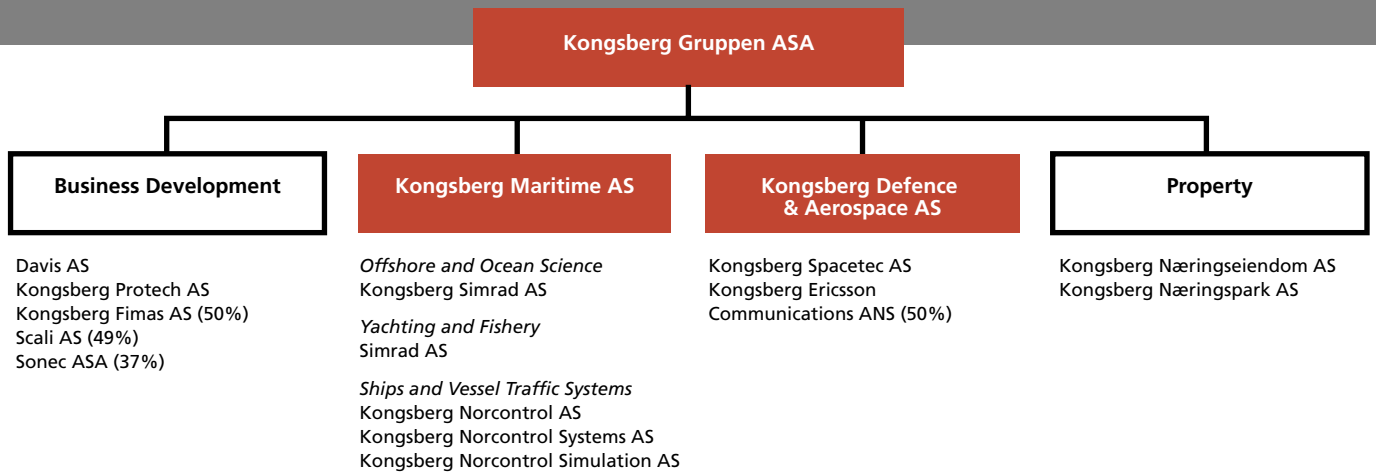 Kongsberg Gruppen ASA
Business Development
Davis AS
Kongsberg Protech AS
Kongsberg Fimas AS (50%)
Scali AS (49%)
Sonec ASA (37%)
Kongsberg Maritime AS
Offshore and Ocean Science
Kongsberg Simrad AS
Yachting and Fishery
Simrad AS
Ships and Vessel Traffic Systems
Kongsberg Norcontrol AS
Kongsberg Norcontrol Systems AS
Kongsberg Norcontrol Simulation AS
Kongsberg Defence
& Aerospace AS
Kongsberg Spacetec AS
Kongsberg Ericsson
Communications ANS (50%)
Property
Kongsberg Næringseiendom AS
Kongsberg Næringspark AS